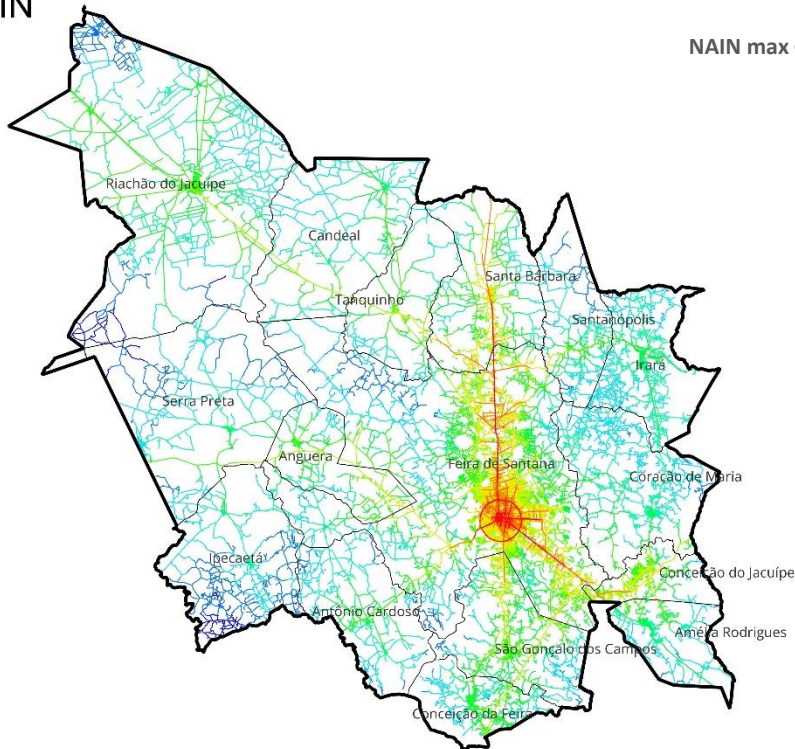 IN
NAIN max
Riachão do Jacuípe
Candeal
Santa Bárbara
Tanquinho
Santanópolis
Irará
Serra Preta
Anguera
Feira de Santana
Coração de Maria
Ipecaetá
Conceição do Jacuípe
Antônio Cardoso
Amélia Rodrigues
São Gonçalo dos Campos
Conceição da Feira